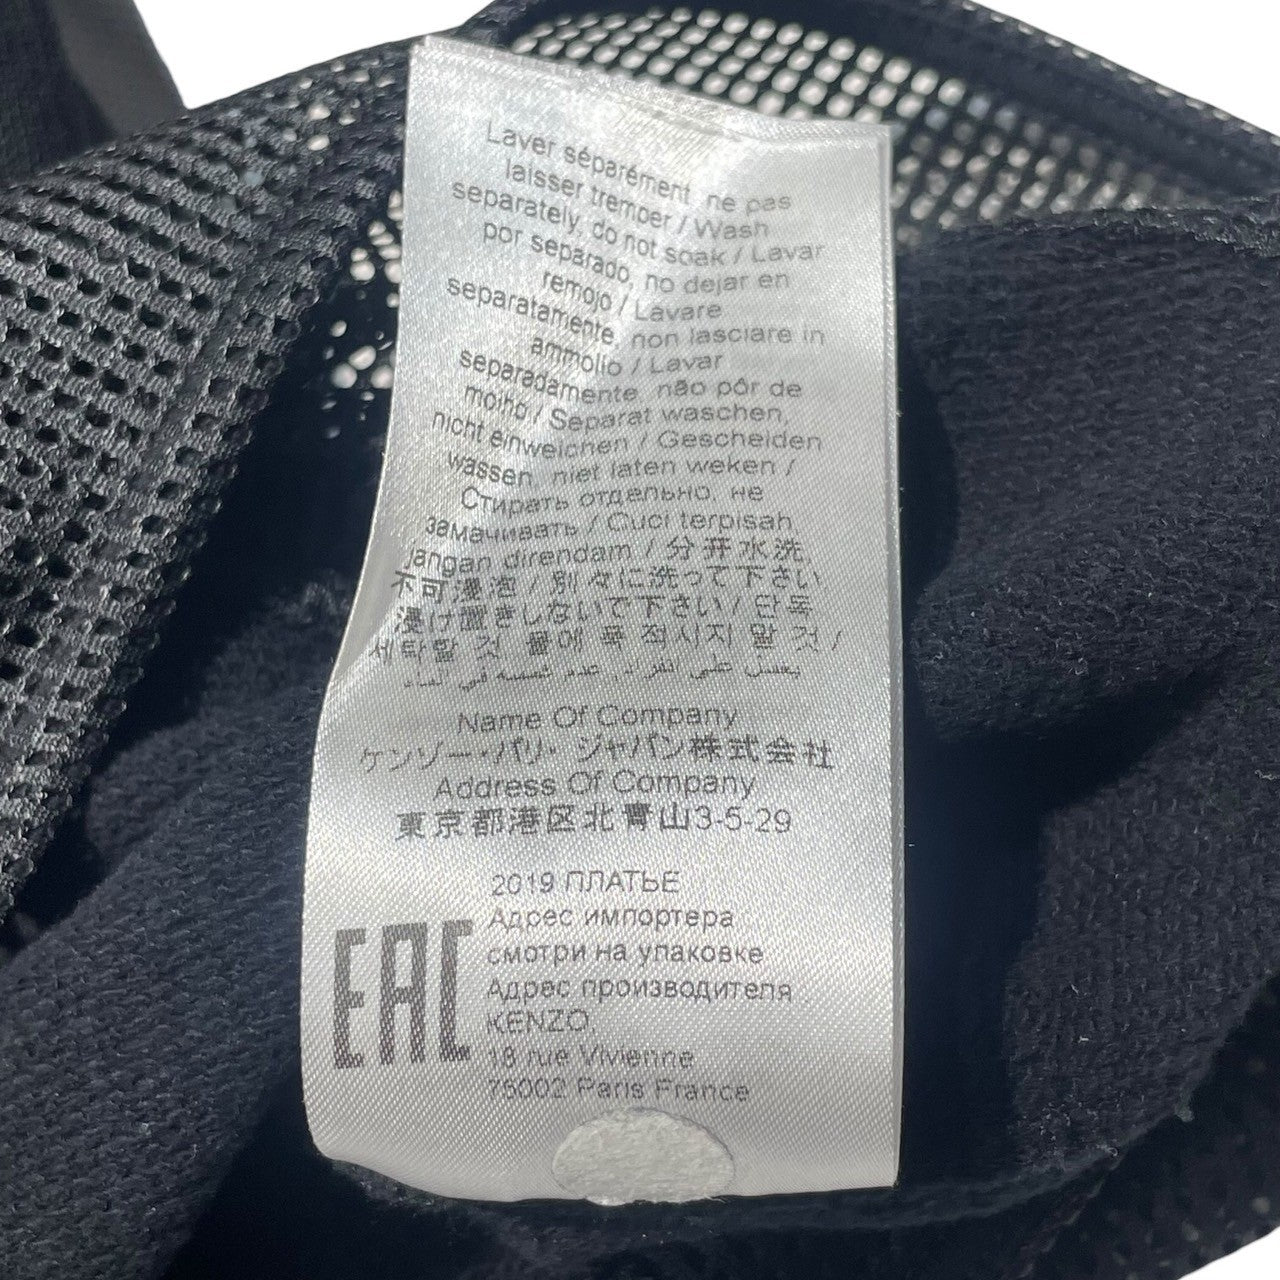 Laver séparément, ne pas
laisser tremper / Wash
separately, do not soak / Lavar
por separado, no dejar en
remojo / Lavare
separatamente, non lasciare in
ammollo / Lavar
separadamente, não pôr de
molho / Separat waschen,
nicht einweichen / Gescheiden
wassen, niet laten weken /
Стирать отдельно, не
замачивать / Cuci terpisah
jangan direndam / 分开水洗,
不可浸泡 / 別々に洗って下さい
浸け置きしないで下さい / 단독
세탁할 것 물에 푹 적시지 말 것 /
يغسل على انفراد، عدم
Name Of Company
ケンゾー・パリ・ジャパン株式会社
Address Of Company
東京都港区北青山3-5-29
2019 ПЛАТЬЕ
Адрес импортера
смотри на упаковке
Адрес производителя
KENZO,
18 rue Vivienne
75002 Paris France
EAC